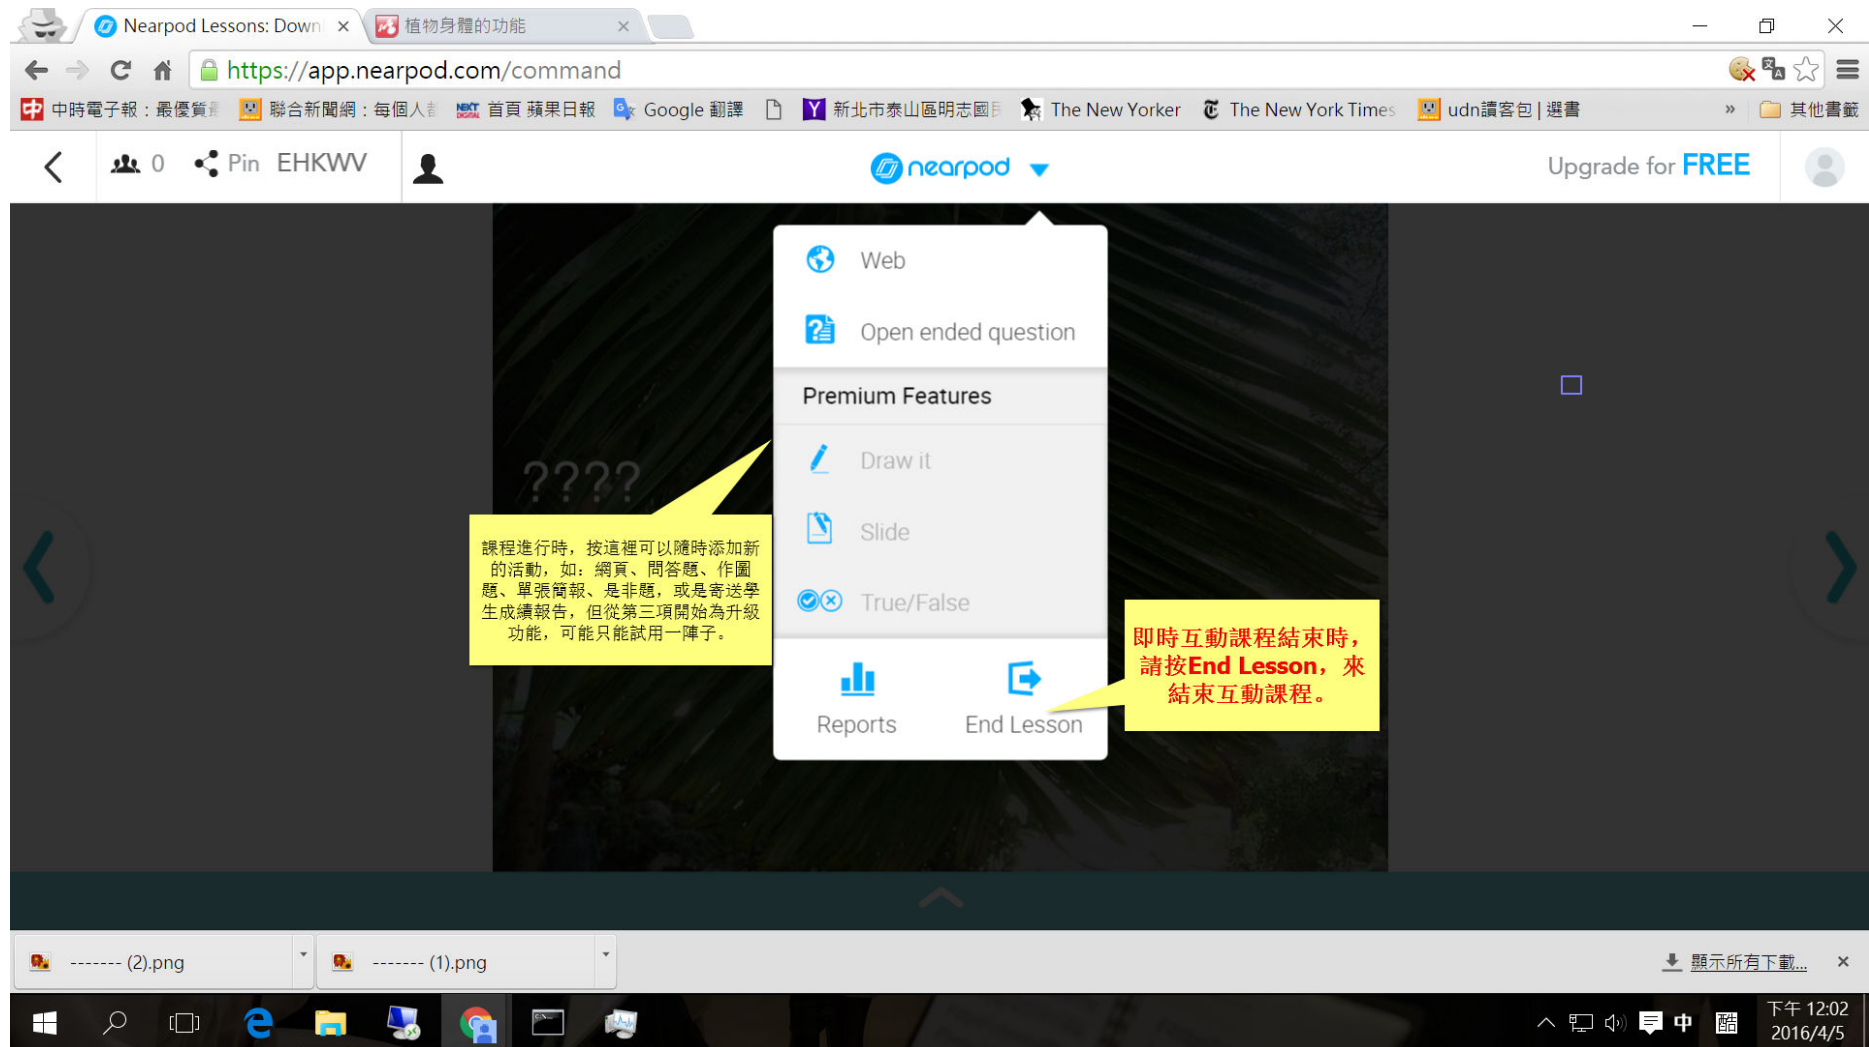 Nearpod Lessons: Down
植物身體的功能
https://app.nearpod.com/command
中時電子報：最優質
聯合新聞網：每個人
NEXT DIGITAL 首頁 蘋果日報
Google 翻譯
新北市泰山區明志國
The New Yorker
The New York Times
udn讀客包 | 選書
»
其他書籤
0
Pin EHKWV
nearpod
Upgrade for FREE
Web
Open ended question
Premium Features
Draw it
????
Slide
課程進行時，按這裡可以隨時添加新
的活動，如：網頁、問答題、作圖
題、單張簡報、是非題，或是寄送學
生成績報告，但從第三項開始為升級
功能，可能只能試用一陣子。
True/False
即時互動課程結束時，
請按End Lesson，來
結束互動課程。
Reports
End Lesson
------- (2).png
------- (1).png
顯示所有下載...
中
酷
下午 12:02
2016/4/5